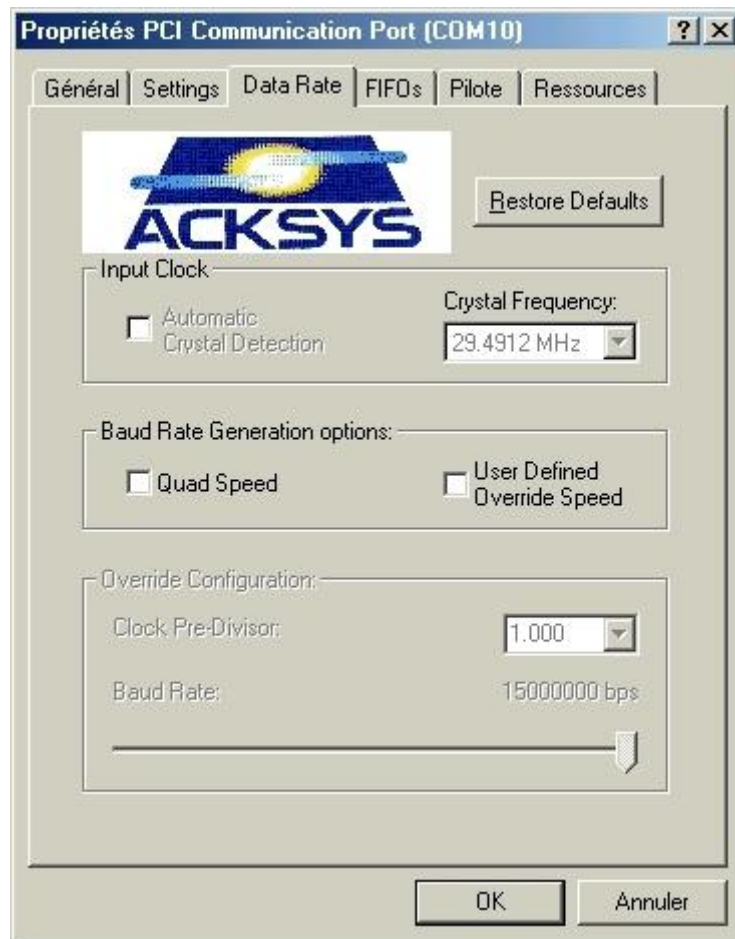 Propriétés PCI Communication Port (COM10)
Général Settings Data Rate FIFOs Pilote Ressources
ACKSYS
Restore Defaults
Input Clock
Automatic
Crystal Detection
Crystal Frequency:
29.4912 MHz
Baud Rate Generation options:
Quad Speed
User Defined
Override Speed
Override Configuration:
Clock Pre-Divisor:
1.000
Baud Rate:
15000000 bps
OK
Annuler